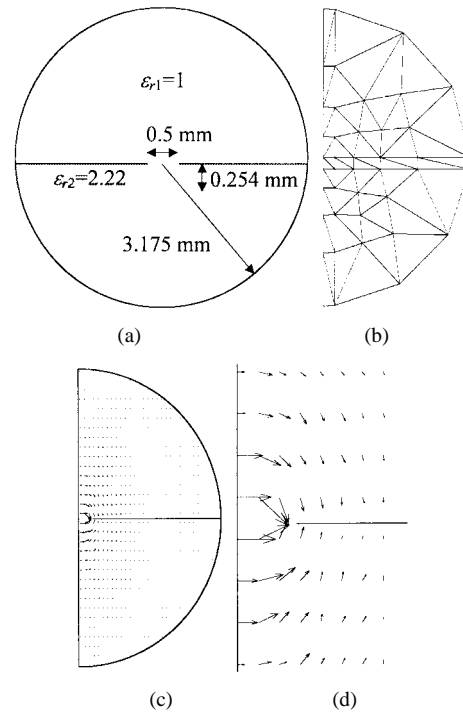 εr1=1
0.5 mm
εr2=2.22
0.254 mm
3.175 mm
(a)
(b)
(c)
(d)